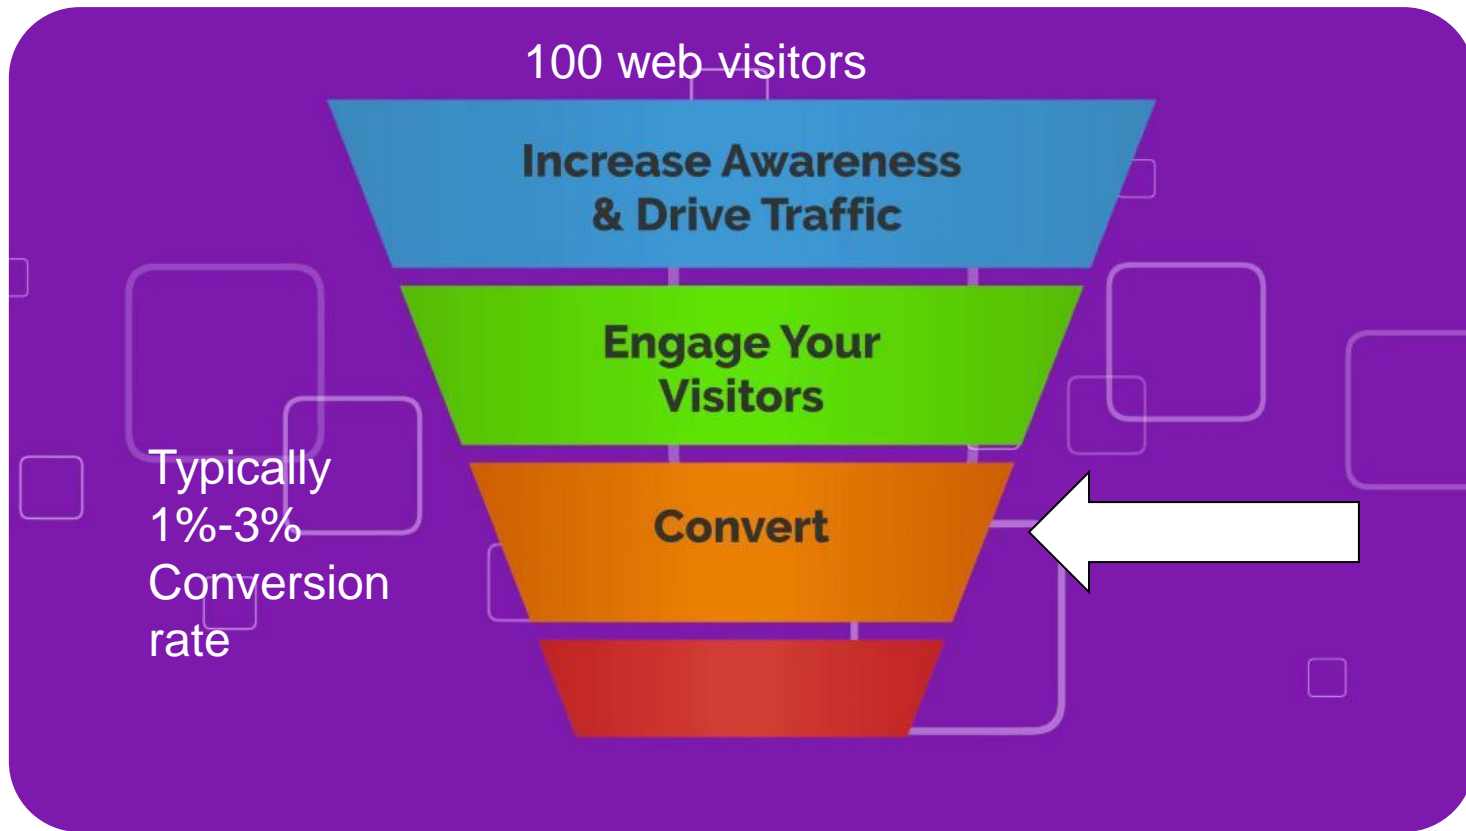 100 web visitors
Increase Awareness
& Drive Traffic
Engage Your
Visitors
Convert
Typically
1%-3%
Conversion
rate